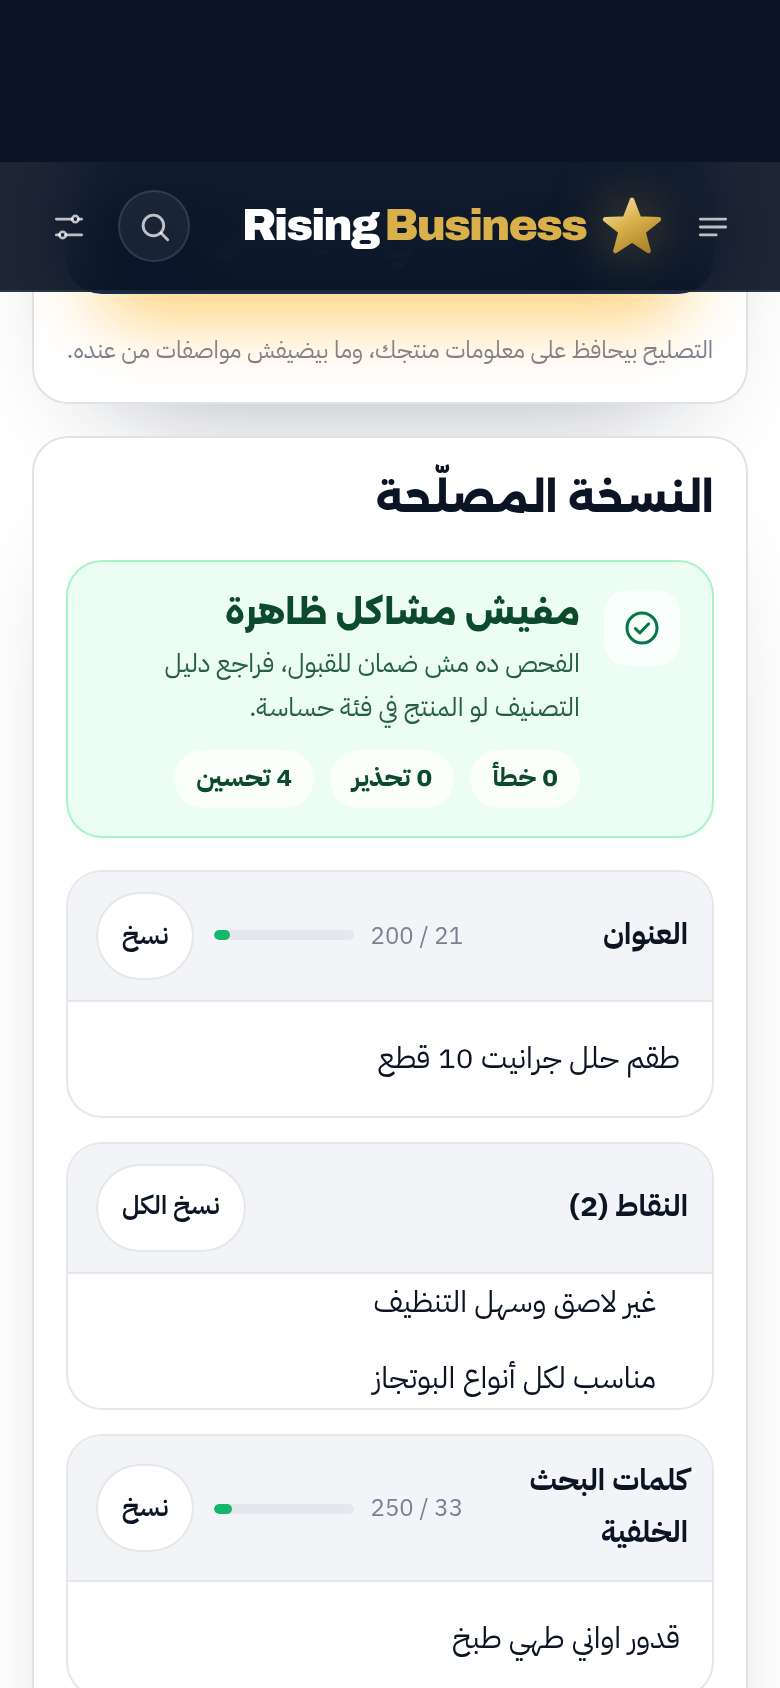 Rising Business
التصليح بيحافظ على معلومات منتجك، وما بيضيفش مواصفات من عنده.
النسخة المصلّحة
مفيش مشاكل ظاهرة
الفحص ده مش ضمان للقبول، فراجع دليل
التصنيف لو المنتج في فئة حساسة.
0 خطأ
0 تحذير
4 تحسين
العنوان
21 / 200
نسخ
طقم حلل جرانيت 10 قطع
النقاط (2)
نسخ الكل
غير لاصق وسهل التنظيف
مناسب لكل أنواع البوتجاز
كلمات البحث
الخلفية
33 / 250
نسخ
قدور اواني طهي طبخ